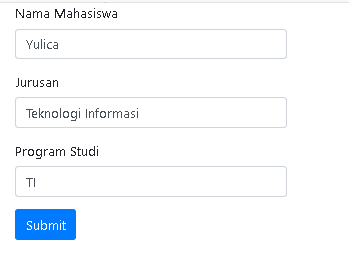 Nama Mahasiswa
Yulica
Jurusan
Teknologi Informasi
Program Studi
TI
Submit